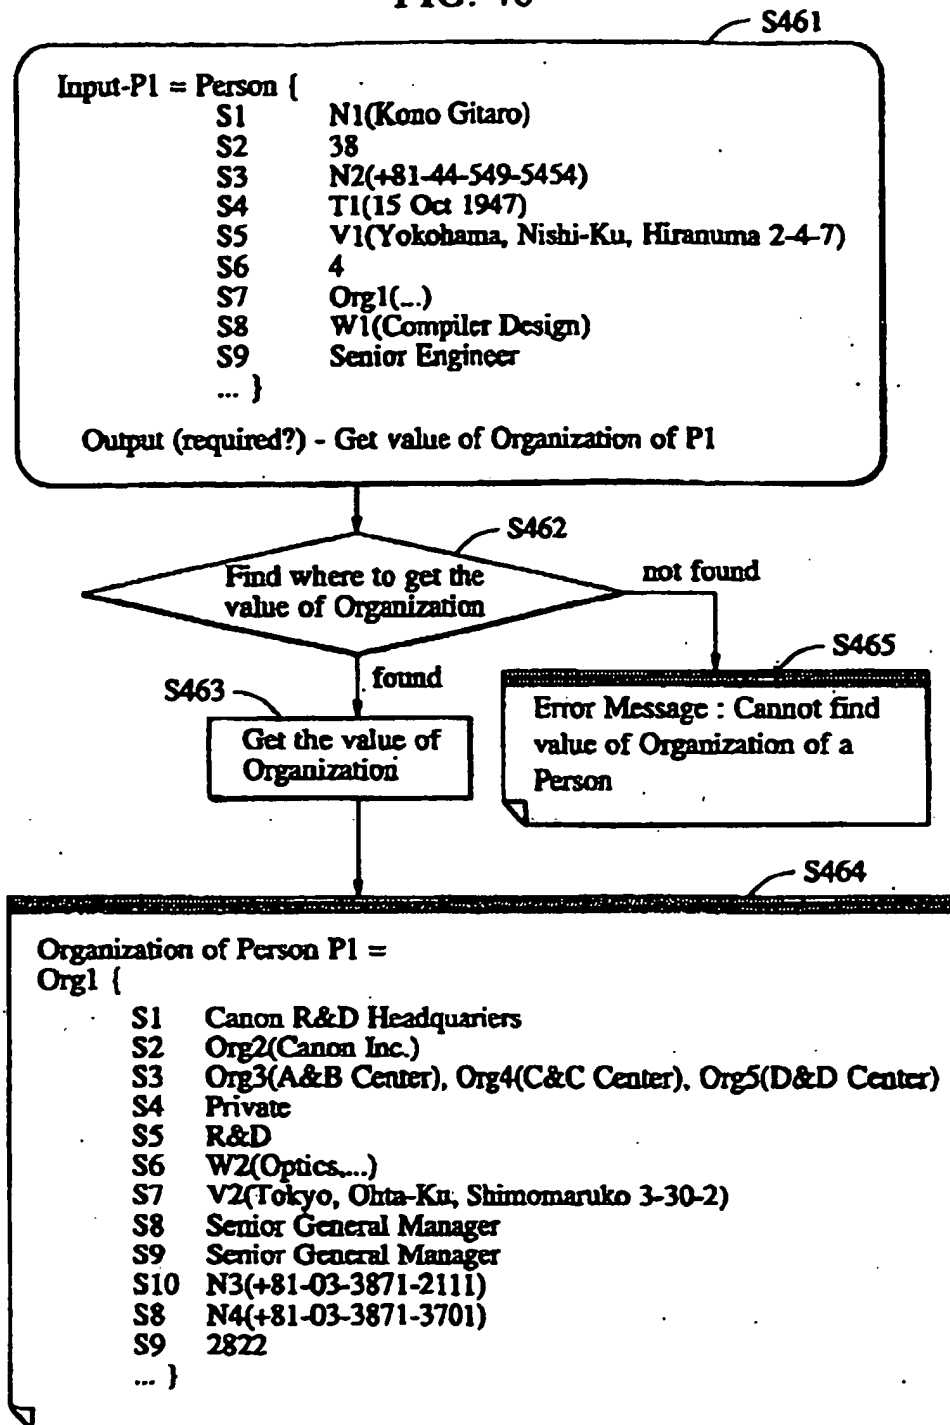 S461
Input-P1 = Person {
S1 N1(Kono Gitaro)
S2 38
S3 N2(+81-44-549-5454)
S4 T1(15 Oct 1947)
S5 V1(Yokohama, Nishi-Ku, Hiranuma 2-4-7)
S6 4
S7 Org1(...)
S8 W1(Compiler Design)
S9 Senior Engineer
... }
Output (required?) - Get value of Organization of P1
S462
Find where to get the
value of Organization
not found
found
S465
Error Message : Cannot find
value of Organization of a
Person
S463
Get the value of
Organization
S464
Organization of Person P1 =
Org1 {
S1 Canon R&D Headquariers
S2 Org2(Canon Inc.)
S3 Org3(A&B Center), Org4(C&C Center), Org5(D&D Center)
S4 Private
S5 R&D
S6 W2(Optics,...)
S7 V2(Tokyo, Ohta-Ku, Shimomaruko 3-30-2)
S8 Senior General Manager
S9 Senior General Manager
S10 N3(+81-03-3871-2111)
S8 N4(+81-03-3871-3701)
S9 2822
... }